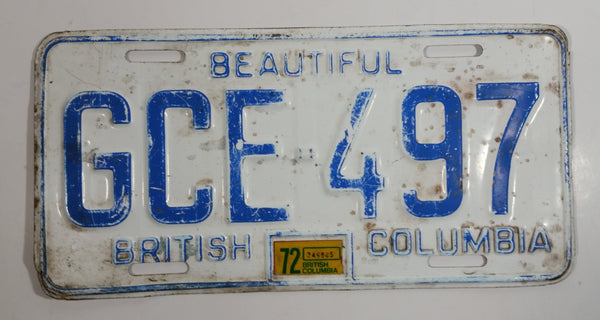 BEAUTIFUL
GCE 497
BRITISH COLUMBIA
72
BRITISH
COLUMBIA